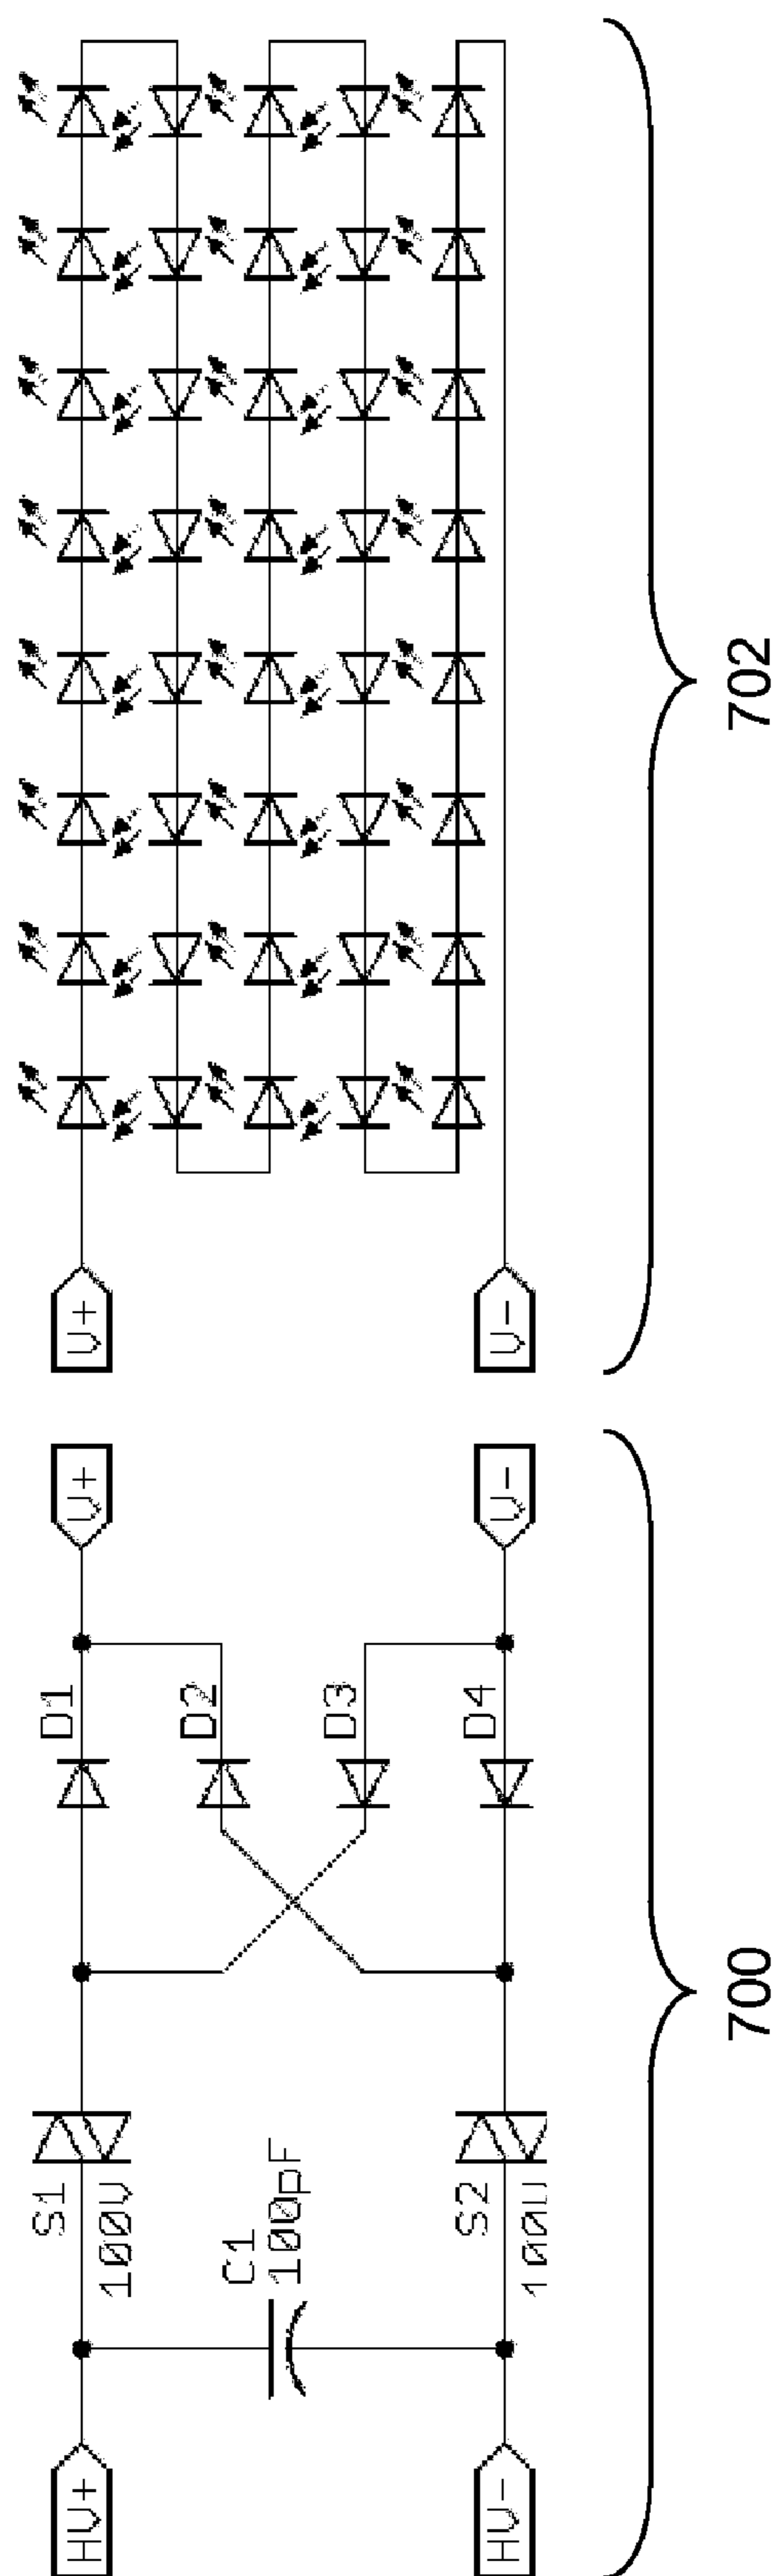 HV+
S1
100V
D1
V+
V+
D2
C1
100pF
D3
HV-
S2
100V
D4
V-
V-
700
702